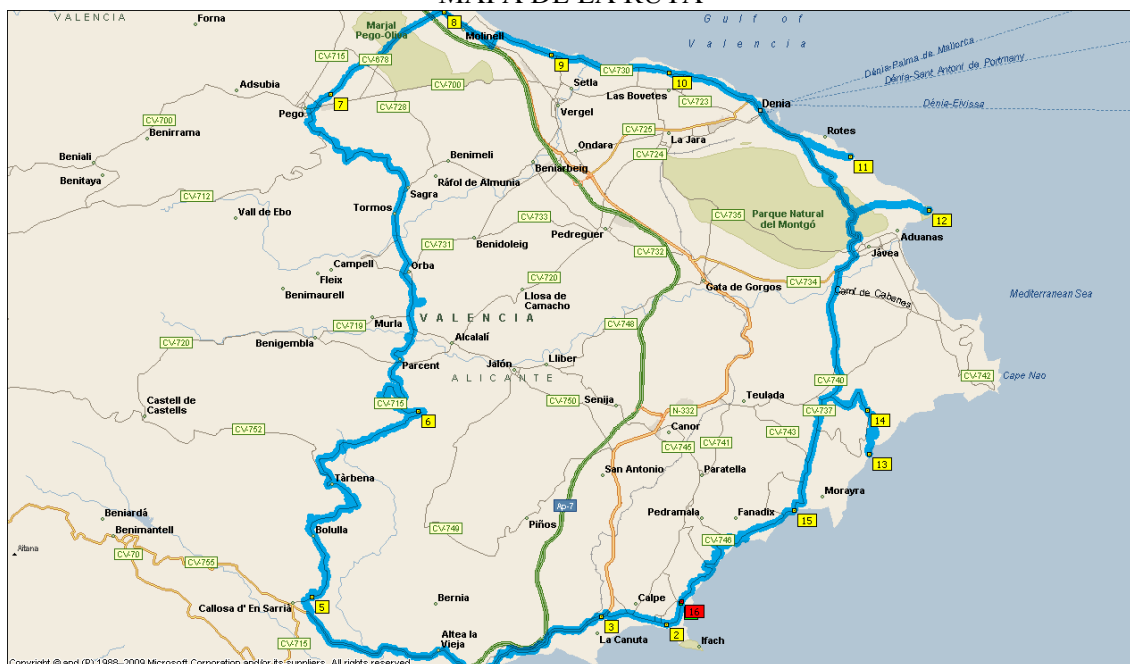 MAPA DE LA RUTA
VALENCIA
Forna
Marjal
Pego-Oliva
8
Molinell
Gulf of
Valencia
Dénia-Palma de Mallorca
Dénia-Sant Antoni de Portmany
Dénia-Eivissa
CV-715
CV-678
9
CV-730
10
Setla
Adsubia
7
CV-700
Las Bovetes
CV-723
Denia
Pego
CV-728
Vergel
CV-700
CV-725
La Jara
Rotes
Benirrama
Ondara
CV-724
11
Beniali
Benimeli
Beniarbeig
Benitaya
Ráfol de Almunia
CV-712
Sagra
Vall de Ebo
Tormos
CV-733
CV-735
Parque Natural
del Montgó
12
Pedreguer
Aduanas
CV-731
Benidoleig
CV-732
Jávea
Campell
Orba
Fleix
CV-720
CV-734
Gata de Gorgos
Benimaurell
Llosa de
Camacho
Camí de Cabanes
Mediterranean Sea
Murla
VALENCIA
CV-719
CV-748
CV-720
Benigembla
Alcalalí
Parcent
Jalón
Lliber
ALICANTE
CV-740
CV-742
Cape Nao
Castell de
Castells
CV-715
6
CV-750
Senija
N-332
Teulada
CV-737
14
CV-752
Canor
CV-745
CV-741
CV-743
13
Tàrbena
San Antonio
Paratella
Morayra
Beniardá
Ap-7
15
Benimantell
Piños
Pedramala
Fanadix
Bolulla
CV-749
CV-746
Aitana
CV-70
CV-755
5
Callosa d' En Sarrià
Bernia
Calpe
16
3
2
CV-715
Altea la
Vieja
La Canuta
Ifach
Copyright © and (P) 1988–2009 Microsoft Corporation and/or its suppliers. All rights reserved.